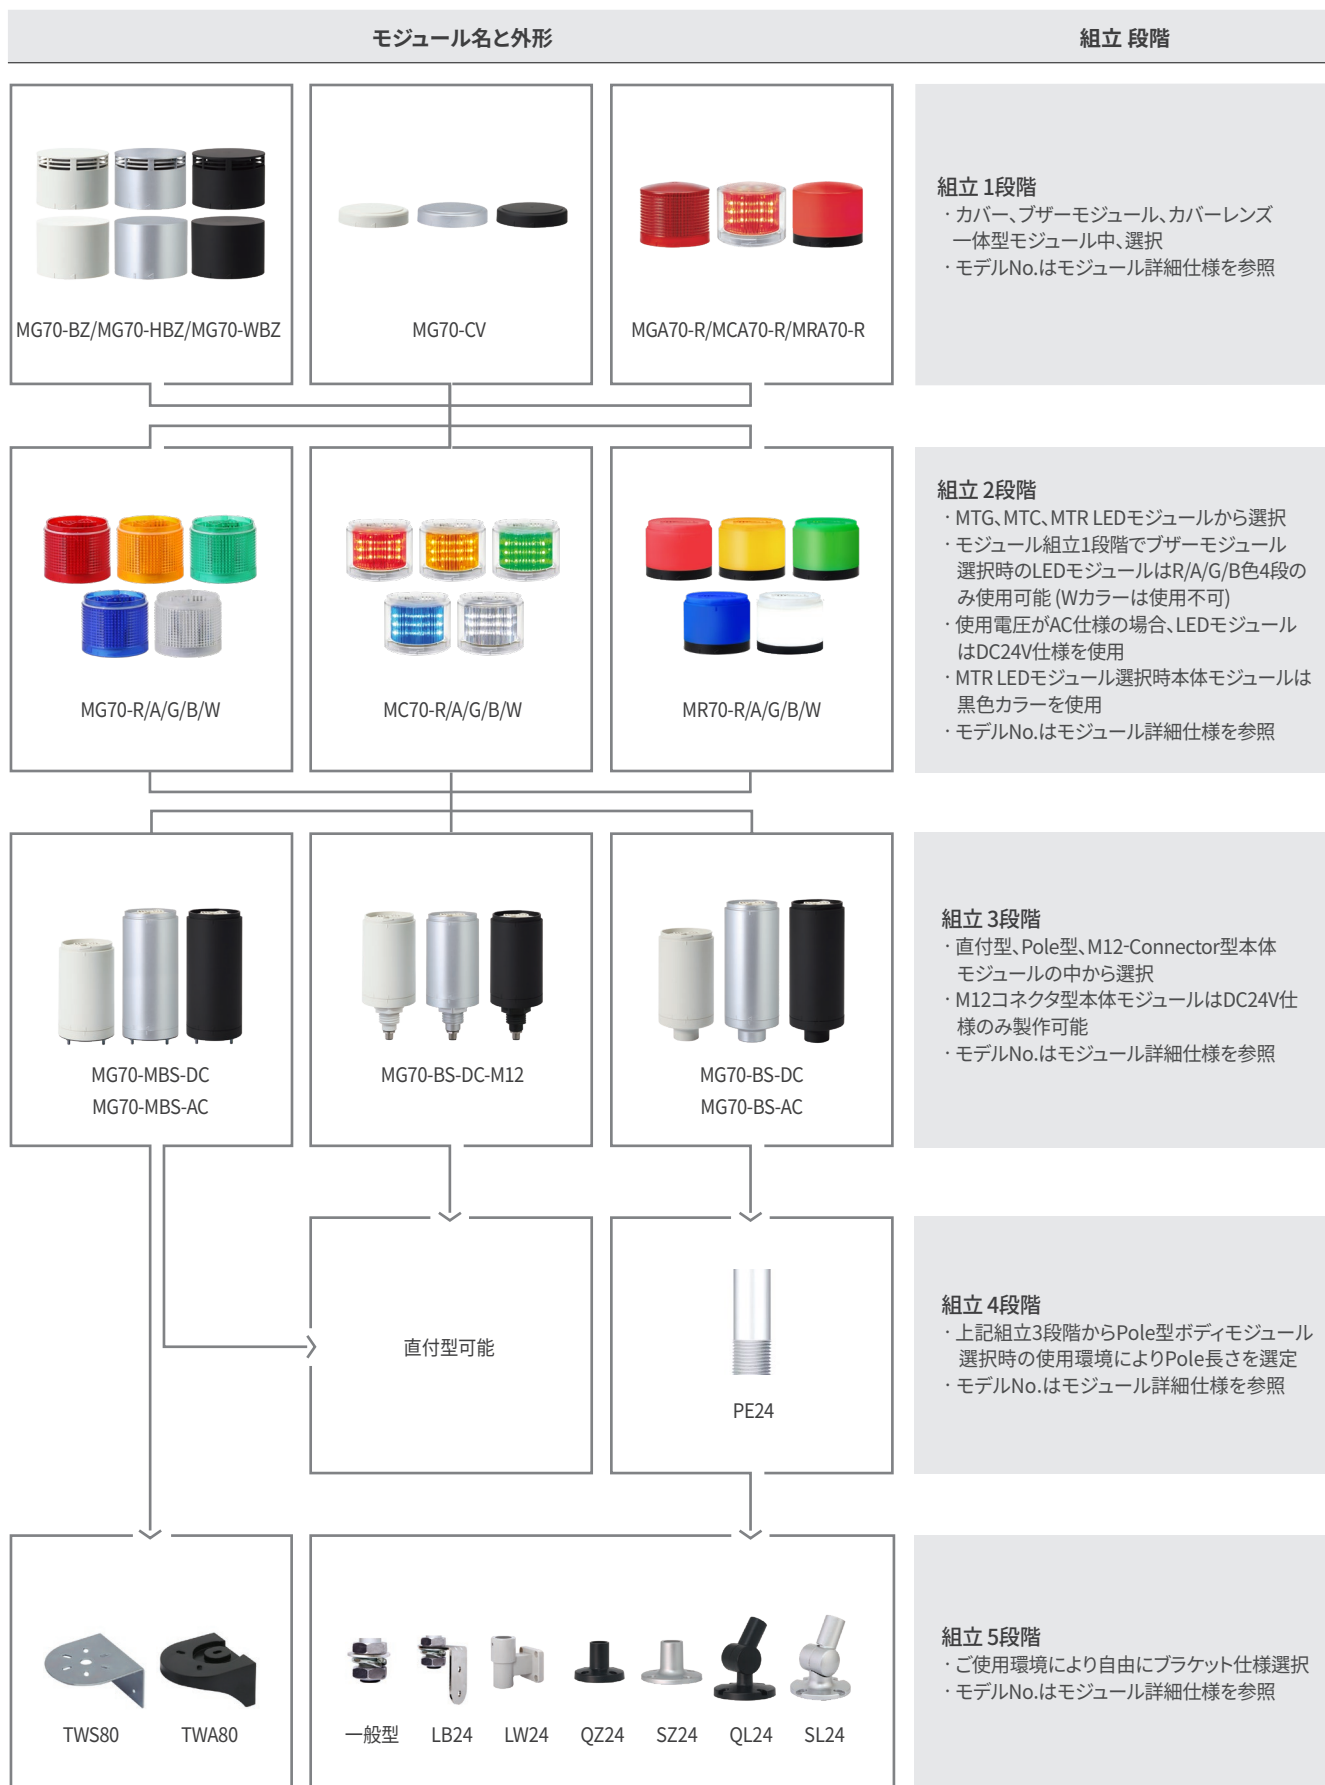 モジュール名と外形
組立 段階
MG70-BZ/MG70-HBZ/MG70-WBZ
MG70-CV
MGA70-R/MCA70-R/MRA70-R
組立 1段階
· カバー、ブザーモジュール、カバーレンズ
一体型モジュール中、選択
· モデルNo.はモジュール詳細仕様を参照
MG70-R/A/G/B/W
MC70-R/A/G/B/W
MR70-R/A/G/B/W
組立 2段階
· MTG、MTC、MTR LEDモジュールから選択
· モジュール組立1段階でブザーモジュール
選択時のLEDモジュールはR/A/G/B色4段の
み使用可能 (Wカラーは使用不可)
· 使用電圧がAC仕様の場合、LEDモジュール
はDC24V仕様を使用
· MTR LEDモジュール選択時本体モジュールは
黒色カラーを使用
· モデルNo.はモジュール詳細仕様を参照
MG70-MBS-DC
MG70-MBS-AC
MG70-BS-DC-M12
MG70-BS-DC
MG70-BS-AC
組立 3段階
· 直付型、Pole型、M12-Connector型本体
モジュールの中から選択
· M12コネクタ型本体モジュールはDC24V仕
様のみ製作可能
· モデルNo.はモジュール詳細仕様を参照
直付型可能
PE24
組立 4段階
· 上記組立3段階からPole型ボディモジュール
選択時の使用環境によりPole長さを選定
· モデルNo.はモジュール詳細仕様を参照
TWS80
TWA80
一般型
LB24
LW24
QZ24
SZ24
QL24
SL24
組立 5段階
· ご使用環境により自由にブラケット仕様選択
· モデルNo.はモジュール詳細仕様を参照